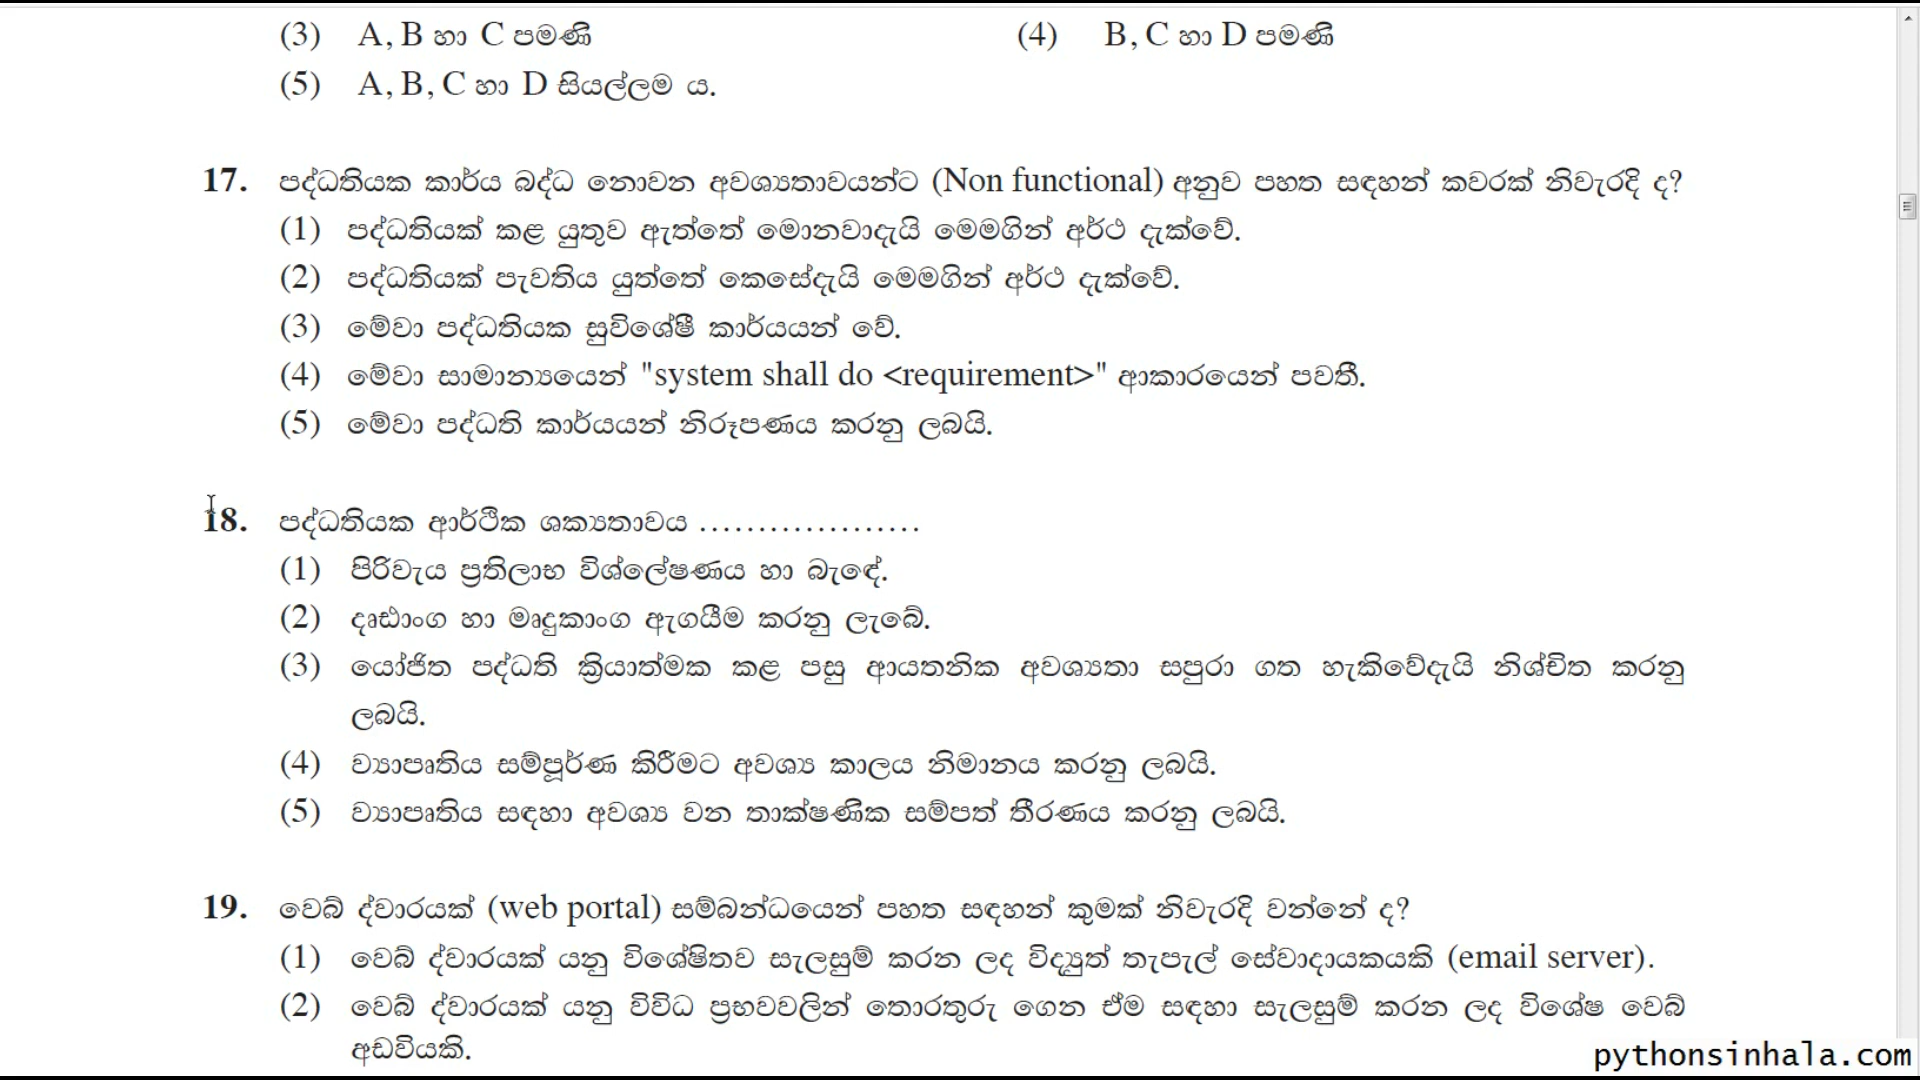 (3) A, B හා C පමණි (4) B, C හා D පමණි
(5) A, B, C හා D සියල්ලම ය.
17. පද්ධතියක කාර්ය බද්ධ නොවන අවශ්‍යතාවයන්ට (Non functional) අනුව පහත සඳහන් කවරක් නිවැරදි ද?
(1) පද්ධතියක් කළ යුතුව ඇත්තේ මොනවාදැයි මෙමගින් අර්ථ දැක්වේ.
(2) පද්ධතියක් පැවතිය යුත්තේ කෙසේදැයි මෙමගින් අර්ථ දැක්වේ.
(3) මේවා පද්ධතියක සුවිශේෂී කාර්යයන් වේ.
(4) මේවා සාමාන්‍යයෙන් "system shall do <requirement>" ආකාරයෙන් පවතී.
(5) මේවා පද්ධති කාර්යයන් නිරූපණය කරනු ලබයි.
18. පද්ධතියක ආර්ථික ශක්‍යතාවය ...................
(1) පිරිවැය ප්‍රතිලාභ විශ්ලේෂණය හා බැඳේ.
(2) දෘඪාංග හා මෘදුකාංග ඇගයීම කරනු ලැබේ.
(3) යෝජිත පද්ධති ක්‍රියාත්මක කළ පසු ආයතනික අවශ්‍යතා සපුරා ගත හැකිවේදැයි නිශ්චිත කරනු
ලබයි.
(4) ව්‍යාපෘතිය සම්පූර්ණ කිරීමට අවශ්‍ය කාලය නිමානය කරනු ලබයි.
(5) ව්‍යාපෘතිය සඳහා අවශ්‍ය වන තාක්ෂණික සම්පත් තීරණය කරනු ලබයි.
19. වෙබ් ද්වාරයක් (web portal) සම්බන්ධයෙන් පහත සඳහන් කුමක් නිවැරදි වන්නේ ද?
(1) වෙබ් ද්වාරයක් යනු විශේෂිතව සැලසුම් කරන ලද විද්‍යුත් තැපැල් සේවාදායකයකි (email server).
(2) වෙබ් ද්වාරයක් යනු විවිධ ප්‍රභවවලින් තොරතුරු ගෙන ඒම සඳහා සැලසුම් කරන ලද විශේෂ වෙබ්
අඩවියකි.
pythonsinhala.com